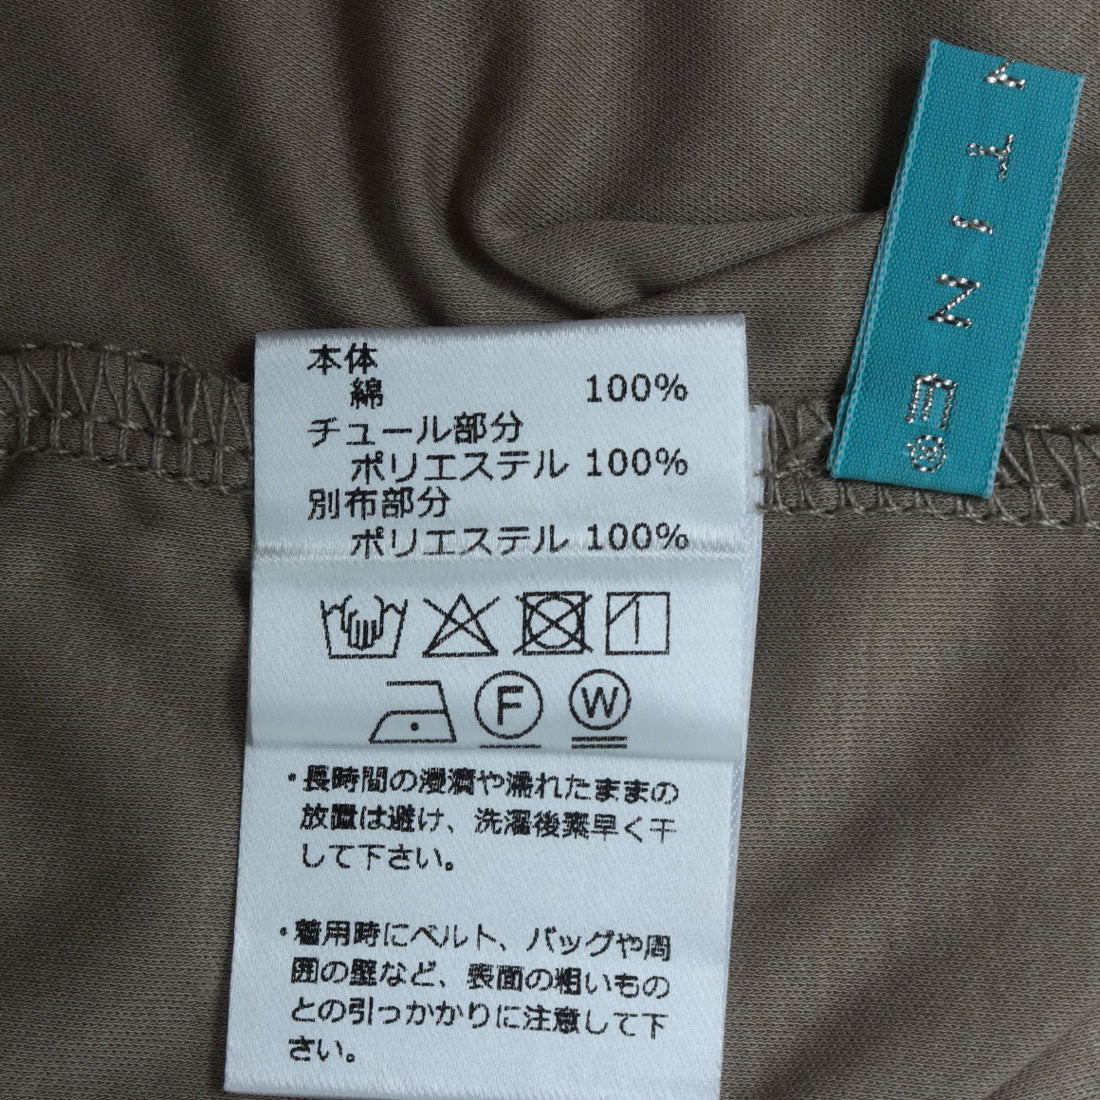 NTINE®
本体
綿 100%
チュール部分
ポリエステル 100%
別布部分
ポリエステル 100%
1
F
W
・長時間の浸漬や濡れたままの
放置は避け、洗濯後素早く干
して下さい。
・着用時にベルト、バッグや周
囲の壁など、表面の粗いもの
との引っかかりに注意して下
さい。